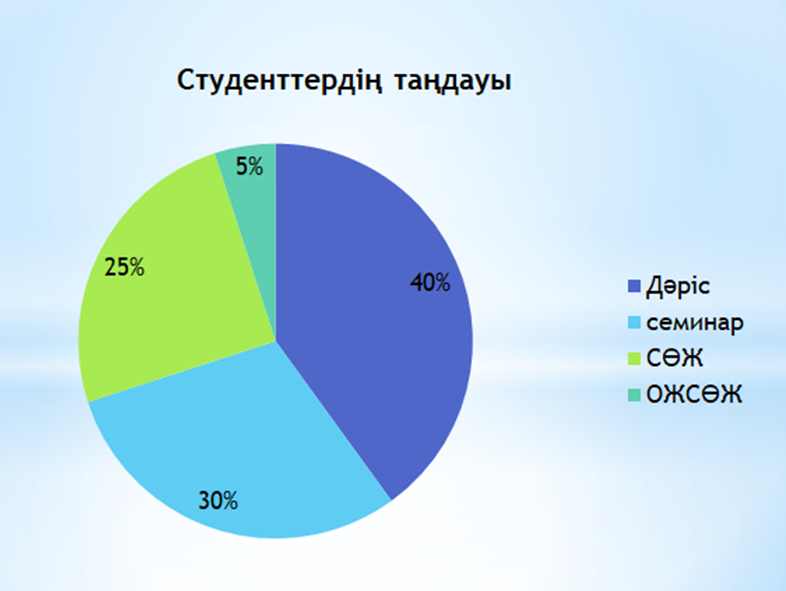 Студенттердің таңдауы
5%
25%
40%
30%
Дәріс
семинар
СӨЖ
ОЖСӨЖ